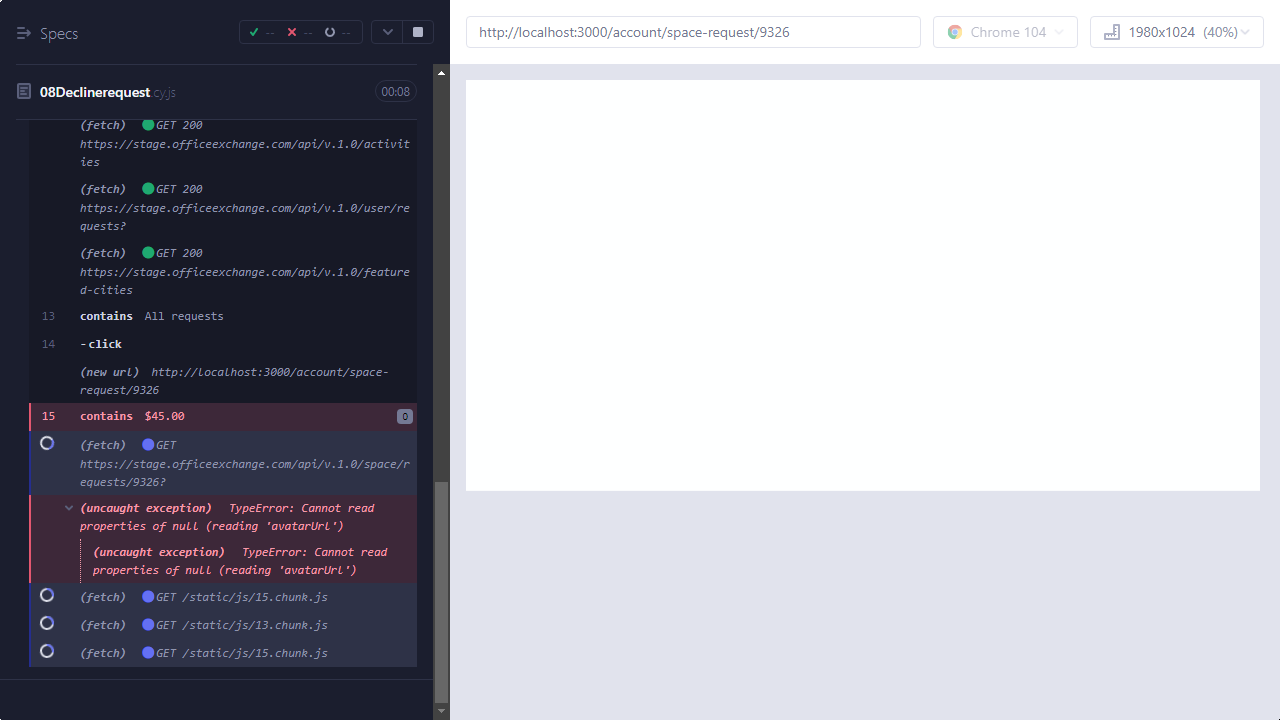 Specs
-- -- --
http://localhost:3000/account/space-request/9326
Chrome 104
1980x1024 (40%)
08Declinerequest.cy.js
00:08
(fetch) GET 200
https://stage.officeexchange.com/api/v.1.0/activit
ies
(fetch) GET 200
https://stage.officeexchange.com/api/v.1.0/user/re
quests?
(fetch) GET 200
https://stage.officeexchange.com/api/v.1.0/feature
d-cities
13 contains All requests
14 -click
(new url) http://localhost:3000/account/space-
request/9326
15 contains $45.00 0
(fetch) GET
https://stage.officeexchange.com/api/v.1.0/space/r
equests/9326?
(uncaught exception) TypeError: Cannot read
properties of null (reading 'avatarUrl')
(uncaught exception) TypeError: Cannot read
properties of null (reading 'avatarUrl')
(fetch) GET /static/js/15.chunk.js
(fetch) GET /static/js/13.chunk.js
(fetch) GET /static/js/15.chunk.js